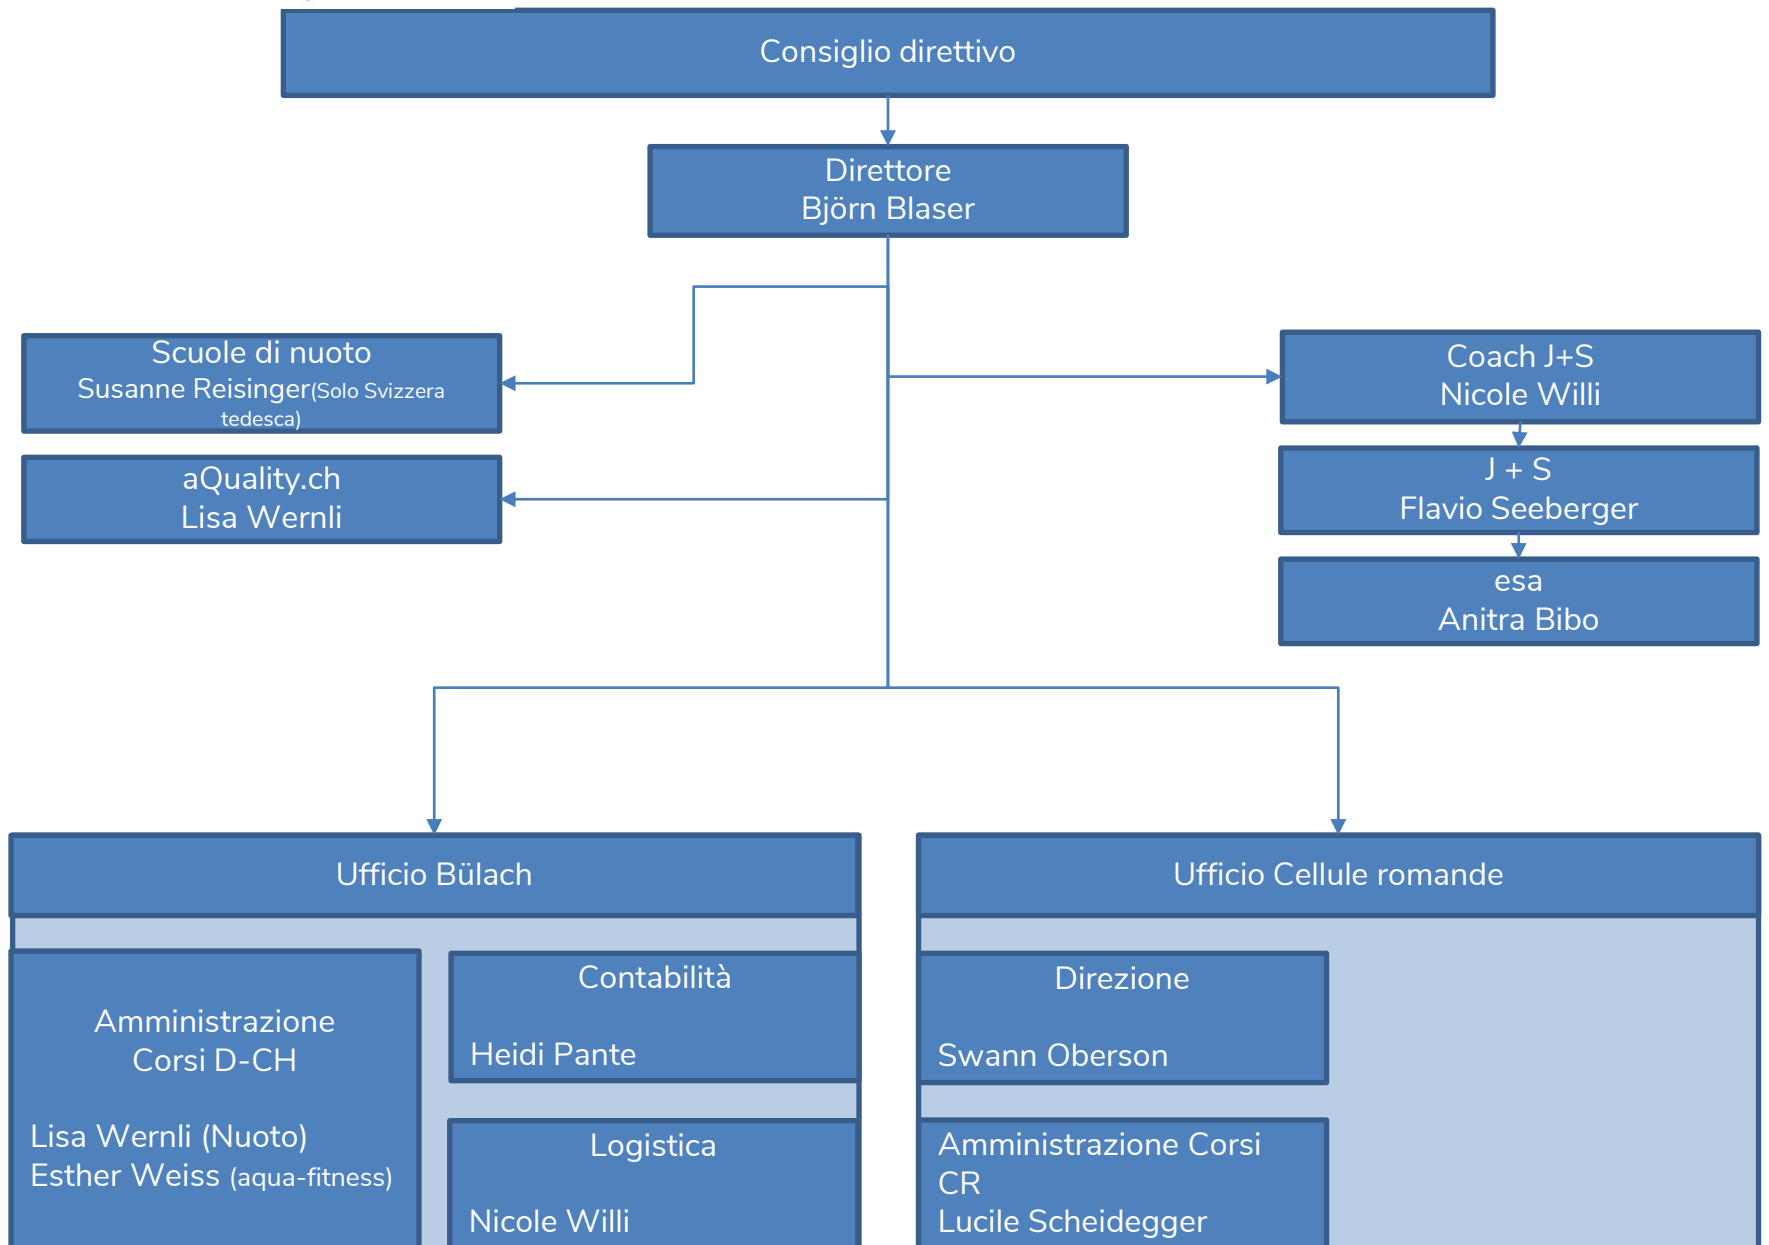 Consiglio direttivo
Direttore
Björn Blaser
Scuole di nuoto
Susanne Reisinger(Solo Svizzera
tedesca)
aQuality.ch
Lisa Wernli
Coach J+S
Nicole Willi
J + S
Flavio Seeberger
esa
Anitra Bibo
Ufficio Bülach
Amministrazione
Corsi D-CH
Lisa Wernli (Nuoto)
Esther Weiss (aqua-fitness)
Contabilità
Heidi Pante
Logistica
Nicole Willi
Ufficio Cellule romande
Direzione
Swann Oberson
Amministrazione Corsi
CR
Lucile Scheidegger